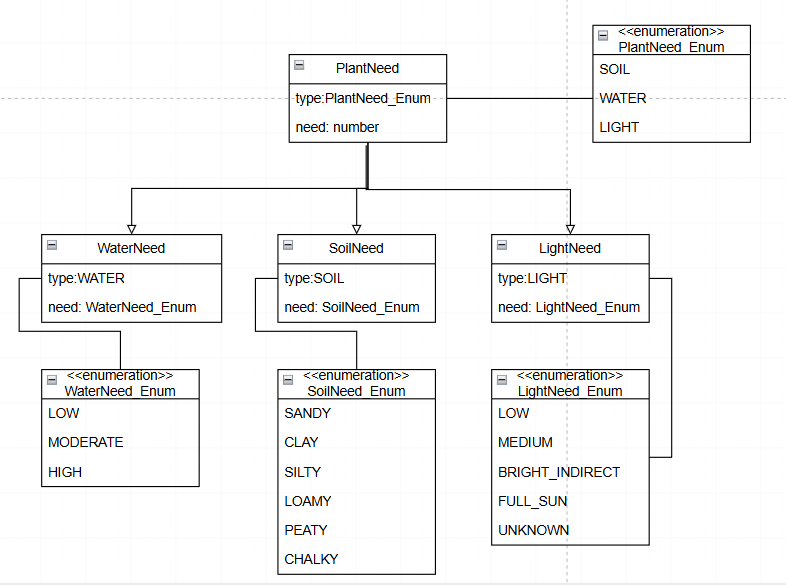 <<enumeration>>
PlantNeed_Enum
SOIL
WATER
LIGHT
PlantNeed
type:PlantNeed_Enum
need: number
WaterNeed
type:WATER
need: WaterNeed_Enum
SoilNeed
type:SOIL
need: SoilNeed_Enum
LightNeed
type:LIGHT
need: LightNeed_Enum
<<enumeration>>
WaterNeed_Enum
LOW
MODERATE
HIGH
<<enumeration>>
SoilNeed_Enum
SANDY
CLAY
SILTY
LOAMY
PEATY
CHALKY
<<enumeration>>
LightNeed_Enum
LOW
MEDIUM
BRIGHT_INDIRECT
FULL_SUN
UNKNOWN